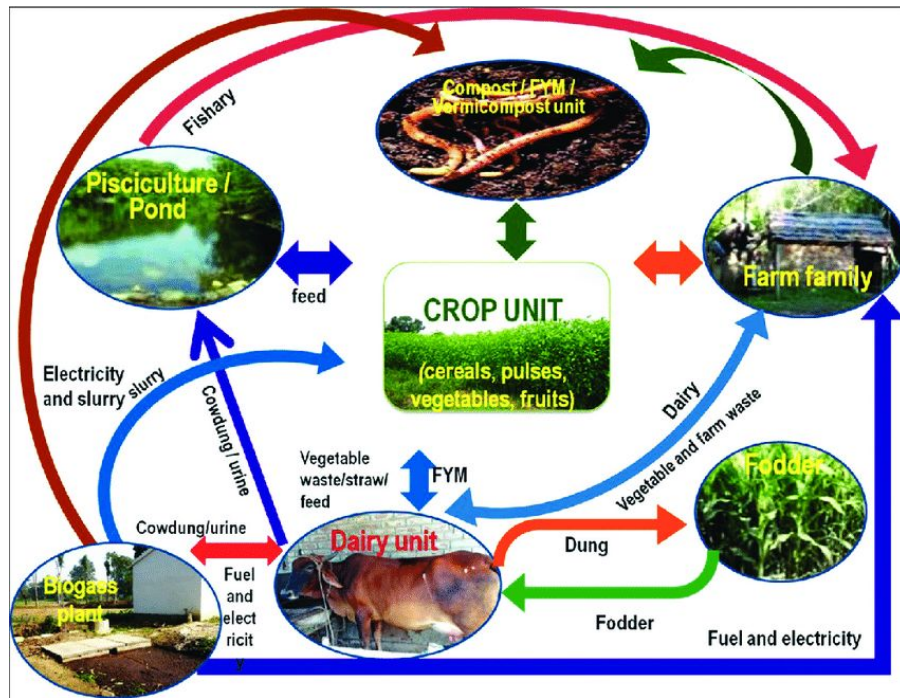 Compost / FYM /
Vermicompost unit
Fishary
Pisciculture /
Pond
Farm family
feed
CROP UNIT
(cereals, pulses,
vegetables, fruits)
Electricity
and slurry
slurry
Cowdung / urine
Dairy
Vegetable and farm waste
Vegetable
waste/straw/
feed
FYM
Fodder
Cowdung/urine
Dairy unit
Dung
Biogass
plant
Fuel
and
elect
ricit
y
Fodder
Fuel and electricity